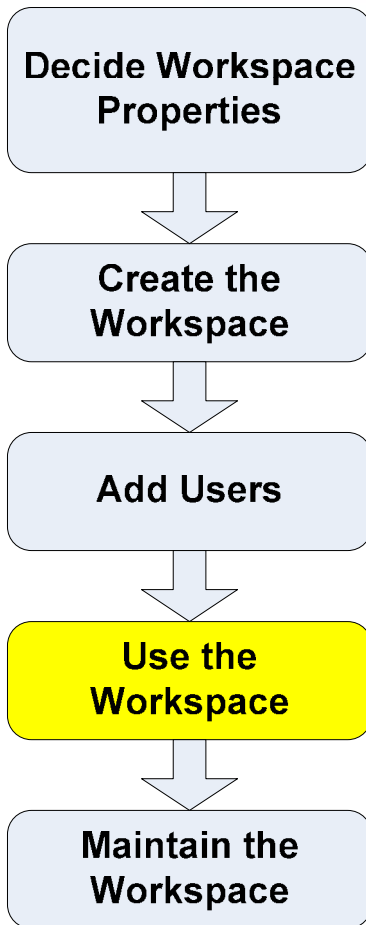 Decide Workspace
Properties
Create the
Workspace
Add Users
Use the
Workspace
Maintain the
Workspace